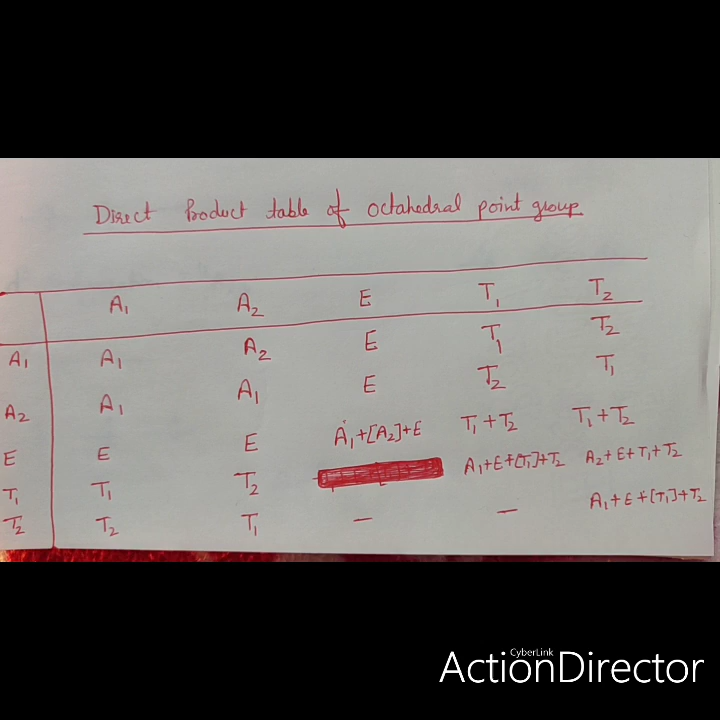 Direct Product table of octahedral point group
A₁ A₂ E T₁ T₂
A₁ A₁ A₂ E T₁ T₂
A₂ A₁ A₁ E T₂ T₁
E E E A₁+[A₂]+E T₁+T₂ T₁+T₂
T₁ T₁ T₂ A₁+E+[T₁]+T₂ A₂+E+T₁+T₂
T₂ T₂ T₁ — — A₁+E+[T₁]+T₂
CyberLink
ActionDirector